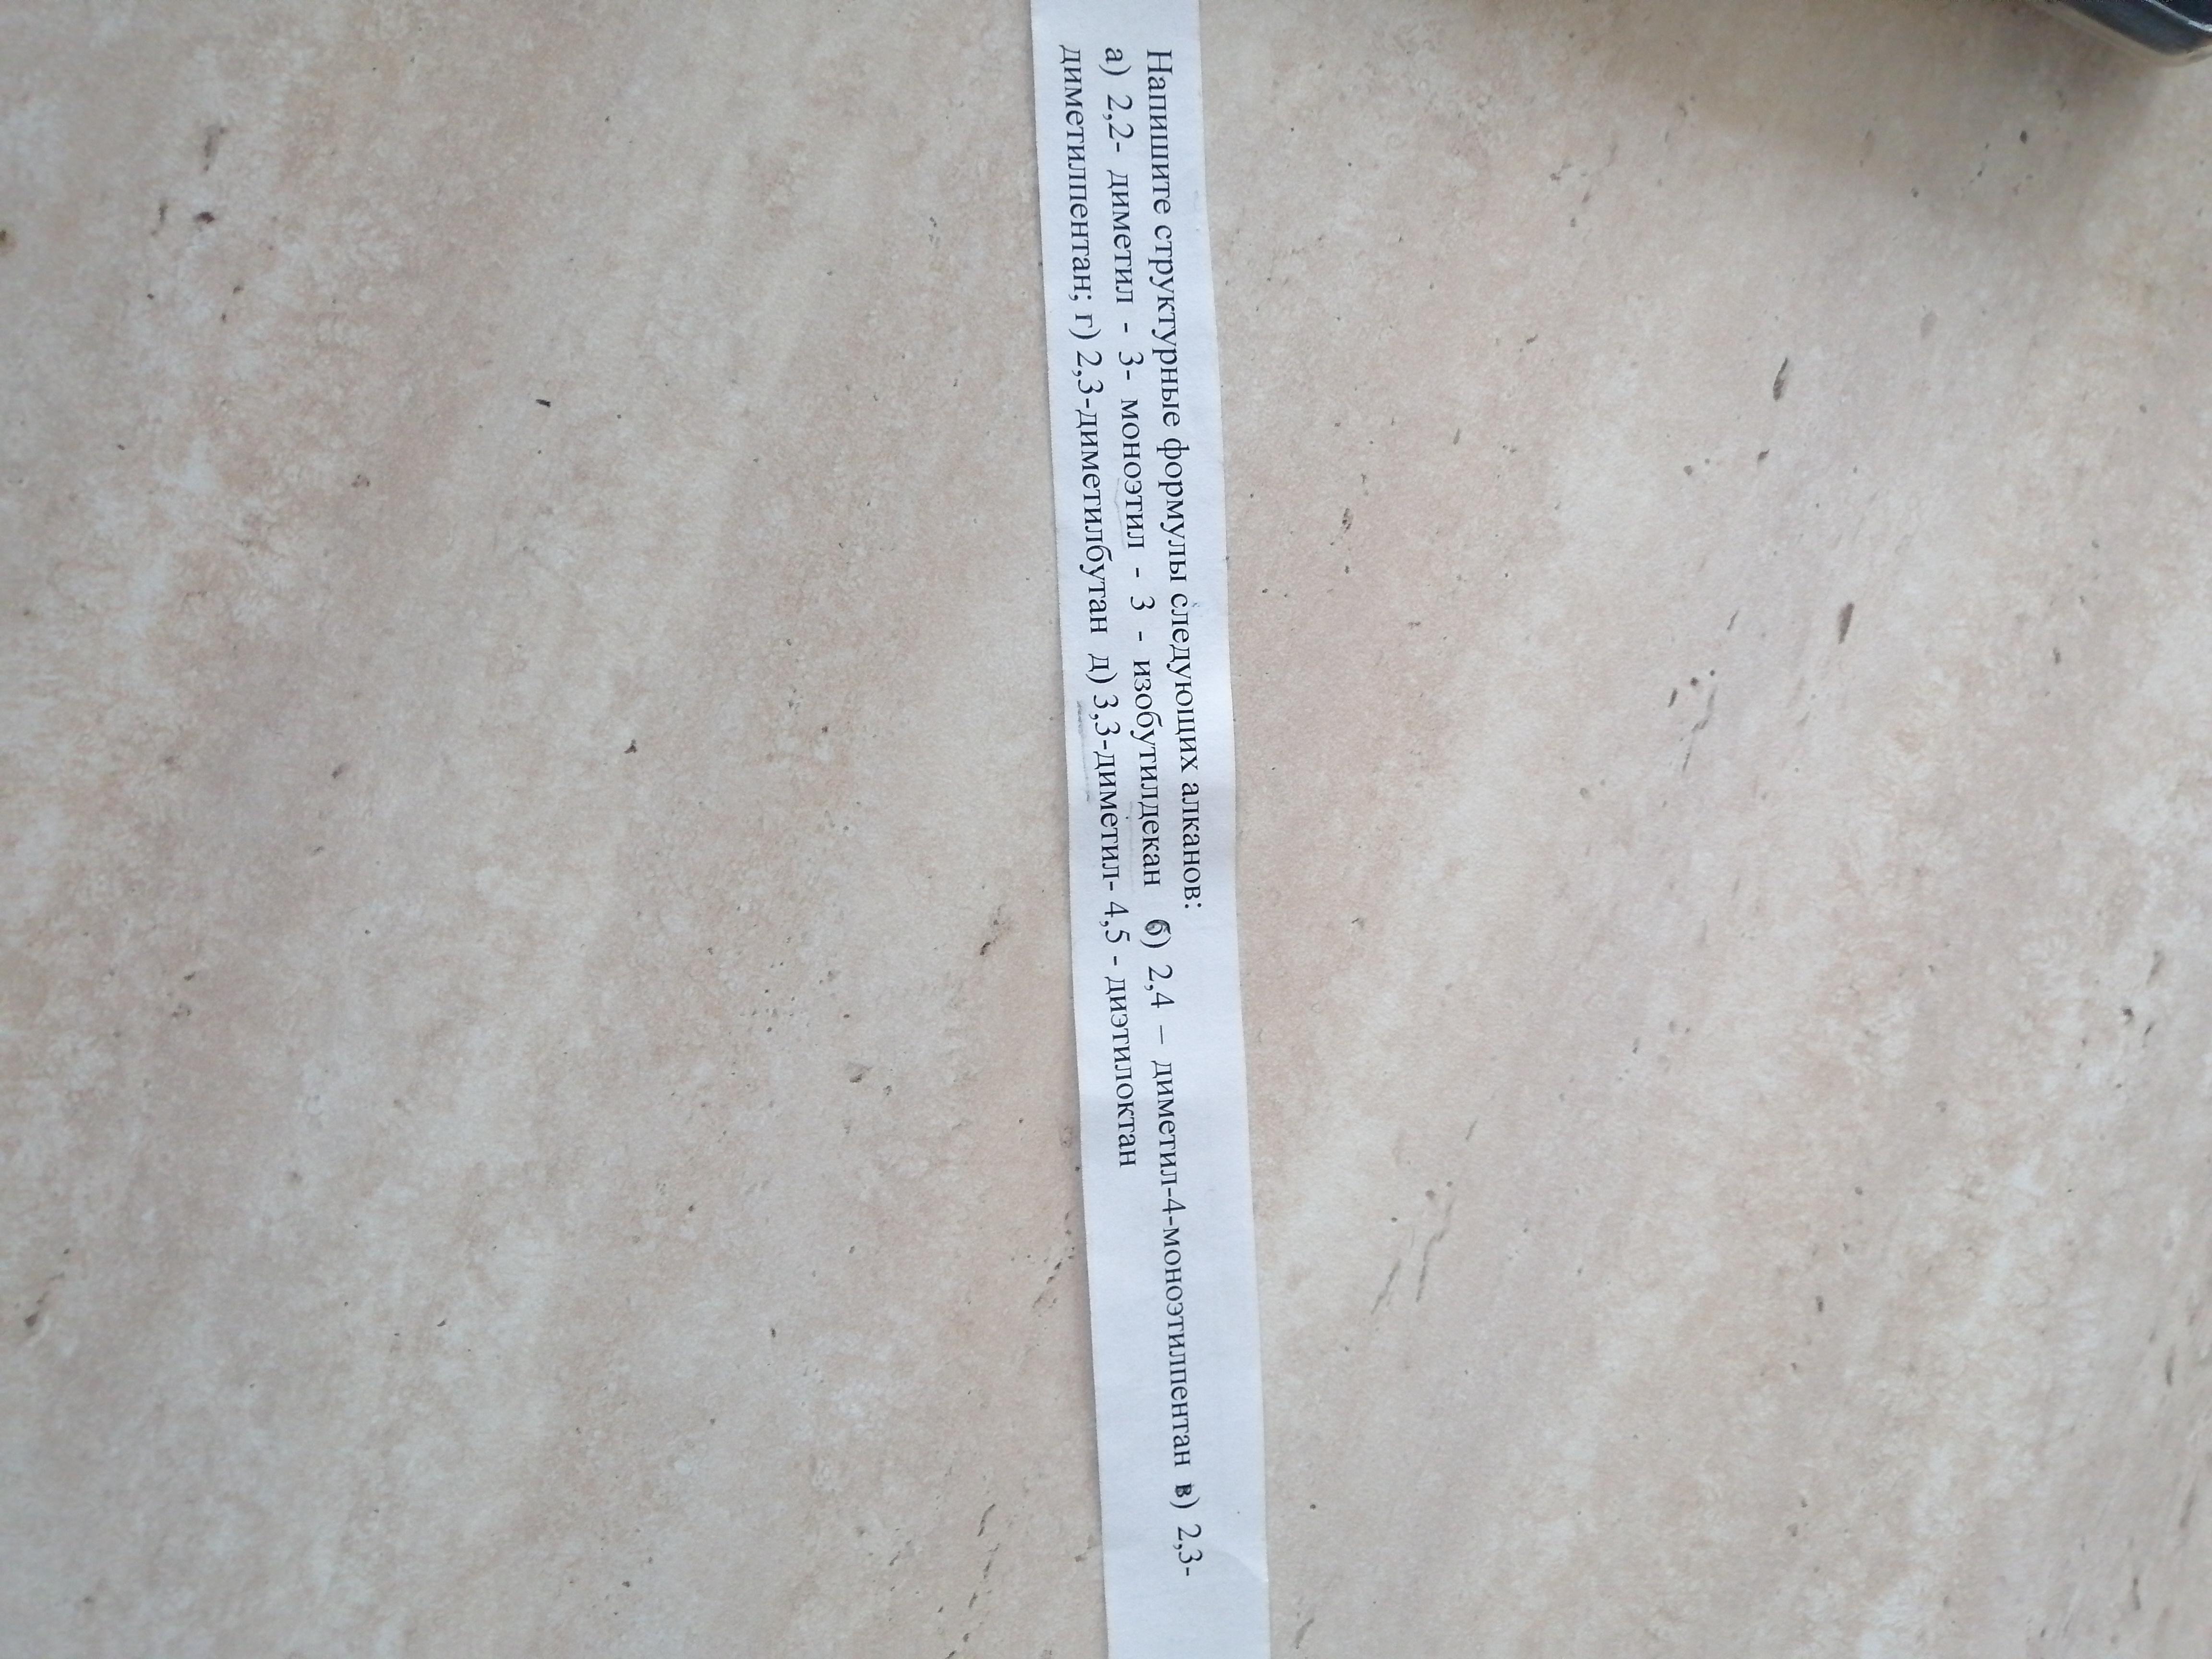 Напишите структурные формулы следующих алканов:
а) 2,2- диметил - 3- моноэтил - 3 - изобутилдекан б) 2,4 – диметил-4-моноэтилпентан в) 2,3-
диметилпентан; г) 2,3-диметилбутан д) 3,3-диметил- 4,5 - диэтилоктан